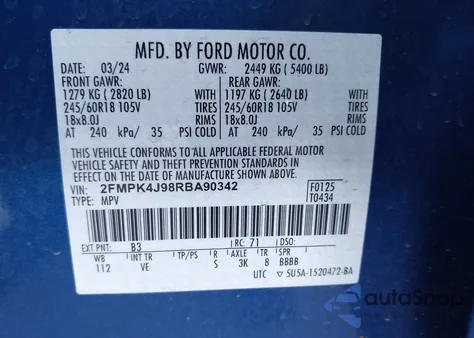 MFD. BY FORD MOTOR CO.
DATE: 03/24 GVWR: 2449 KG ( 5400 LB)
FRONT GAWR: REAR GAWR:
1279 KG ( 2820 LB) WITH 1197 KG ( 2640 LB) WITH
245/60R18 105V TIRES 245/60R18 105V TIRES
18x8.0J RIMS 18x8.0J RIMS
AT 240 kPa/ 35 PSI COLD AT 240 kPa/ 35 PSI COLD
THIS VEHICLE CONFORMS TO ALL APPLICABLE FEDERAL MOTOR
VEHICLE SAFETY AND THEFT PREVENTION STANDARDS IN
EFFECT ON THE DATE OF MANUFACTURE SHOWN ABOVE.
VIN: 2FMPK4J98RBA90342 F0125
TYPE: MPV T0434
EXT PNT: B3 RC: 71 DSO:
WB INT TR TP/PS R AXLE TR SPR
112 VE S 3K 8 BBBB
UTC ▽ 5U5A-1520472-BA
autoSnap